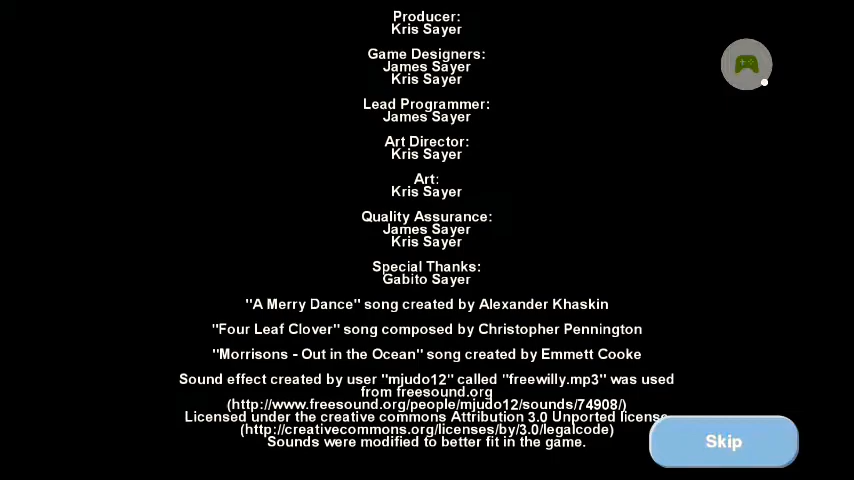 Producer:
Kris Sayer
Game Designers:
James Sayer
Kris Sayer
Lead Programmer:
James Sayer
Art Director:
Kris Sayer
Art:
Kris Sayer
Quality Assurance:
James Sayer
Kris Sayer
Special Thanks:
Gabito Sayer
"A Merry Dance" song created by Alexander Khaskin
"Four Leaf Clover" song composed by Christopher Pennington
"Morrisons - Out in the Ocean" song created by Emmett Cooke
Sound effect created by user "mjudo12" called "freewilly.mp3" was used
from freesound.org
(http://www.freesound.org/people/mjudo12/sounds/74908/)
Licensed under the creative commons Attribution 3.0 Unported license
(http://creativecommons.org/licenses/by/3.0/legalcode)
Sounds were modified to better fit in the game.
Skip